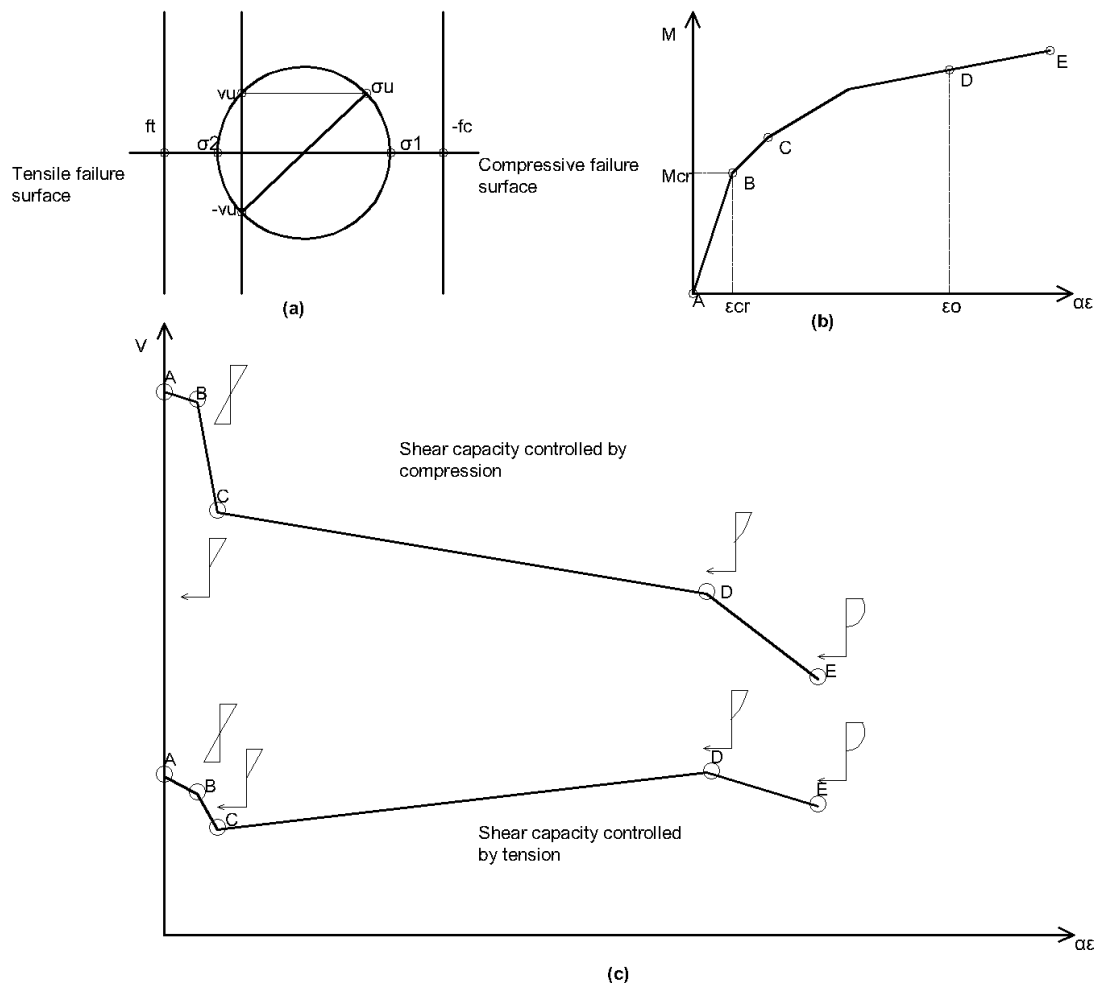 vu
σu
ft
-fc
σ2
σ1
Tensile failure
surface
Compressive failure
surface
-vu
(a)
M
E
D
C
Mcr
B
A
εcr
εo
αε
(b)
V
A
B
Shear capacity controlled by
compression
C
D
E
A
B
C
D
E
Shear capacity controlled
by tension
αε
(c)